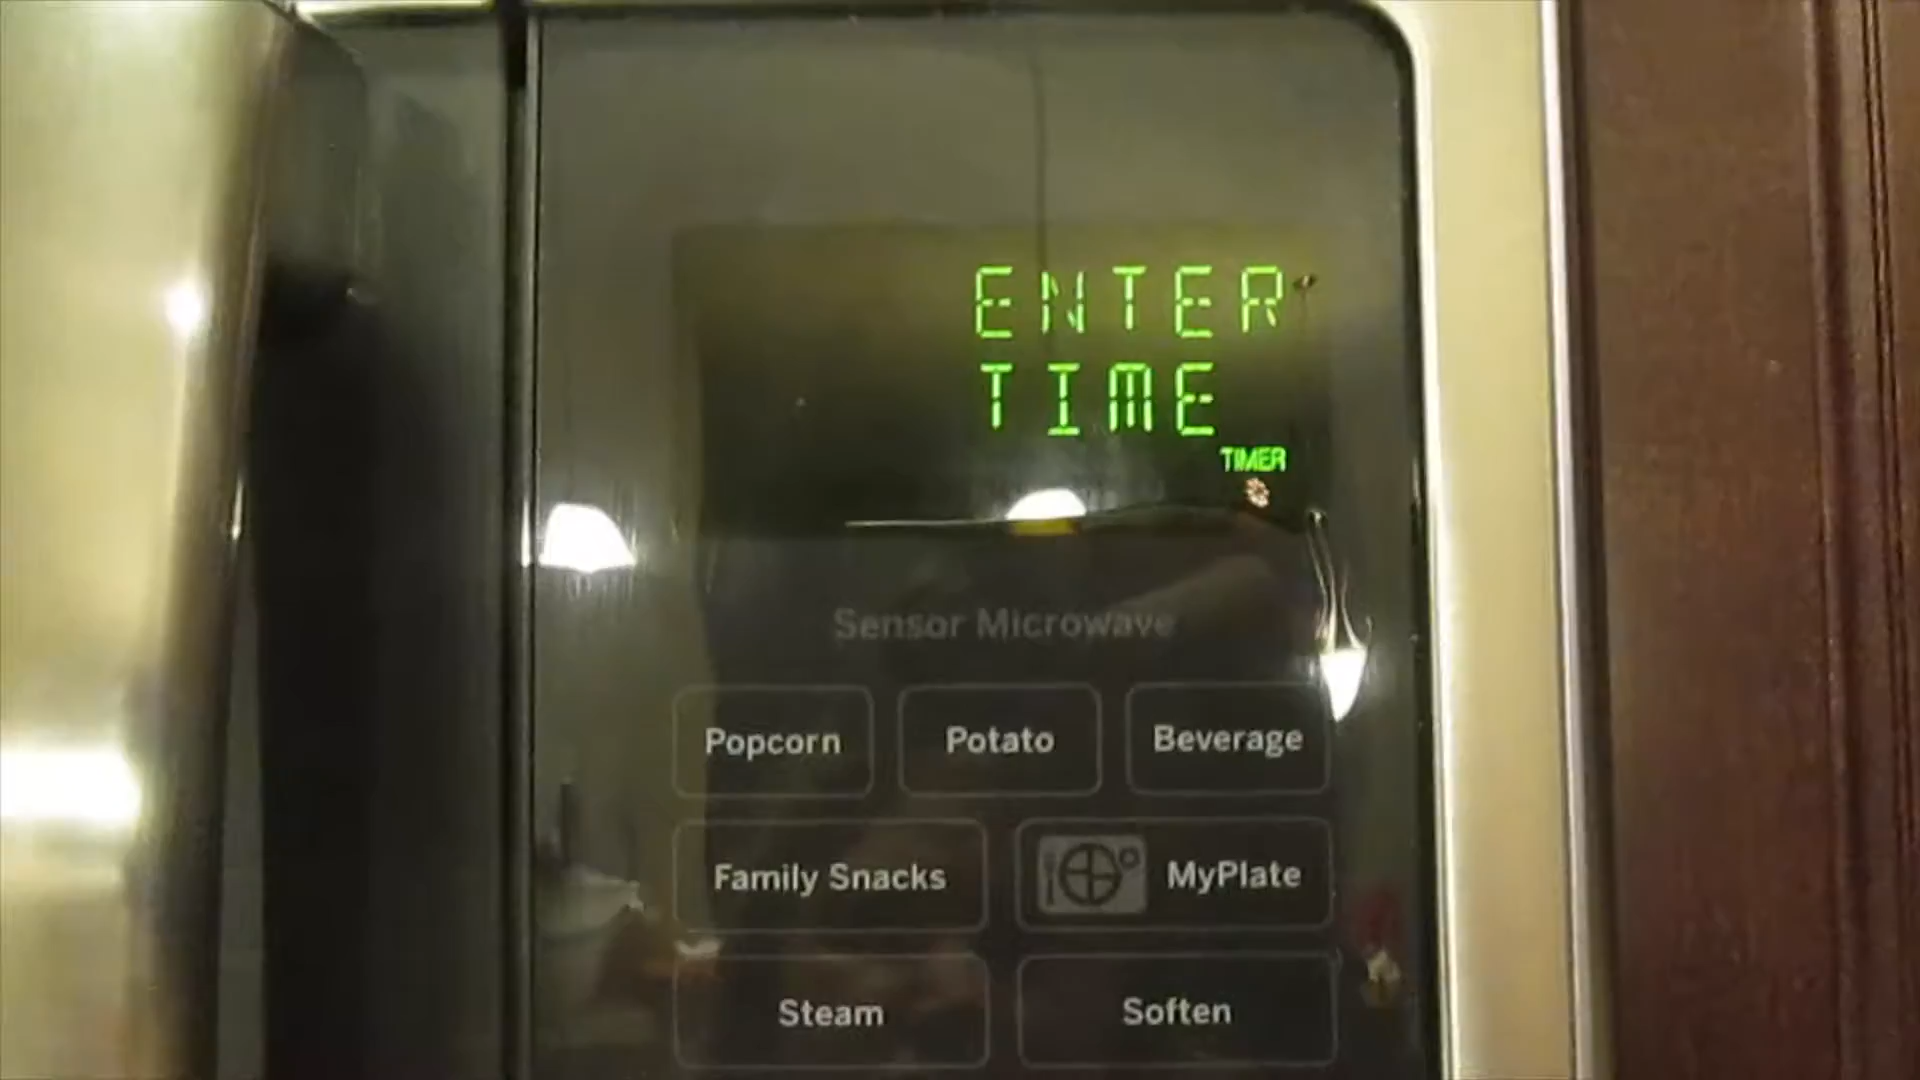 ENTER
TIME
TIMER
Sensor Microwave
Popcorn Potato Beverage
Family Snacks MyPlate
Steam Soften